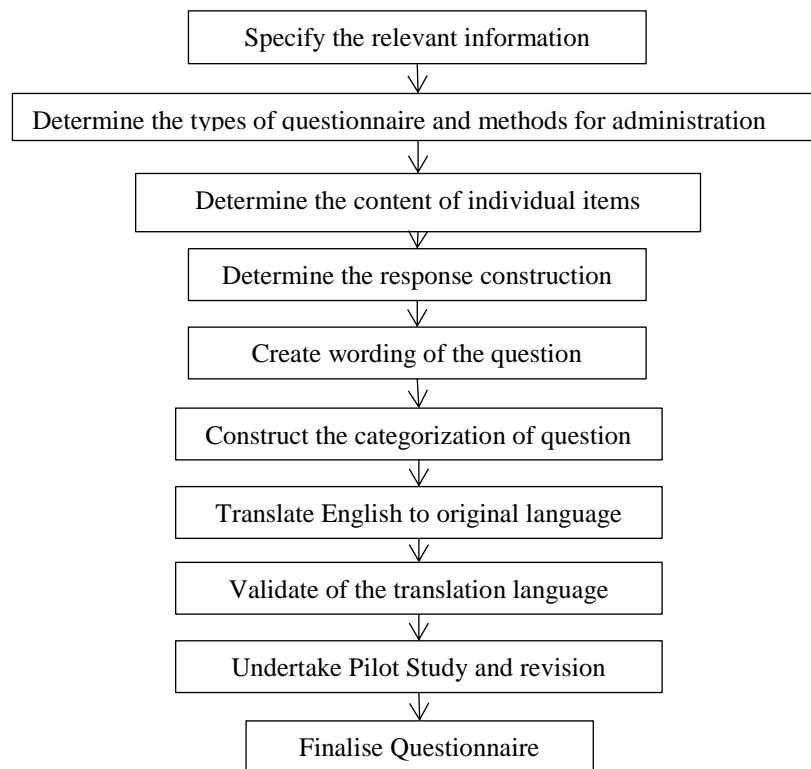 Specify the relevant information
Determine the types of questionnaire and methods for administration
Determine the content of individual items
Determine the response construction
Create wording of the question
Construct the categorization of question
Translate English to original language
Validate of the translation language
Undertake Pilot Study and revision
Finalise Questionnaire